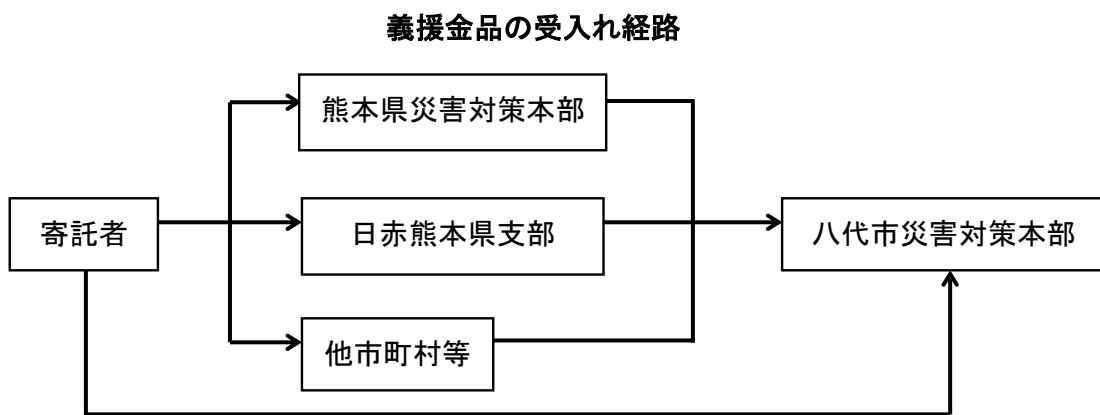 義援金品の受入れ経路
熊本県災害対策本部
寄託者
日赤熊本県支部
八代市災害対策本部
他市町村等